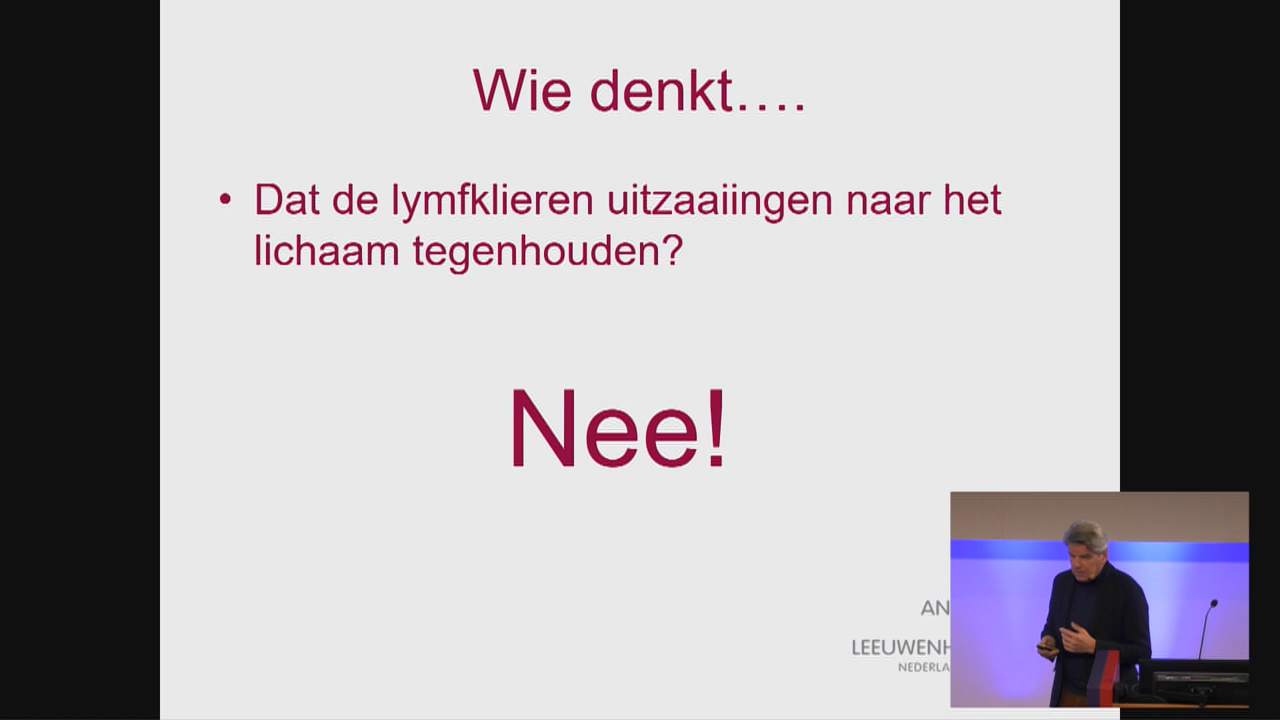 Wie denkt....
• Dat de lymfklieren uitzaaiingen naar het
lichaam tegenhouden?
Nee!
AN
LEEUWENH
NEDERLA